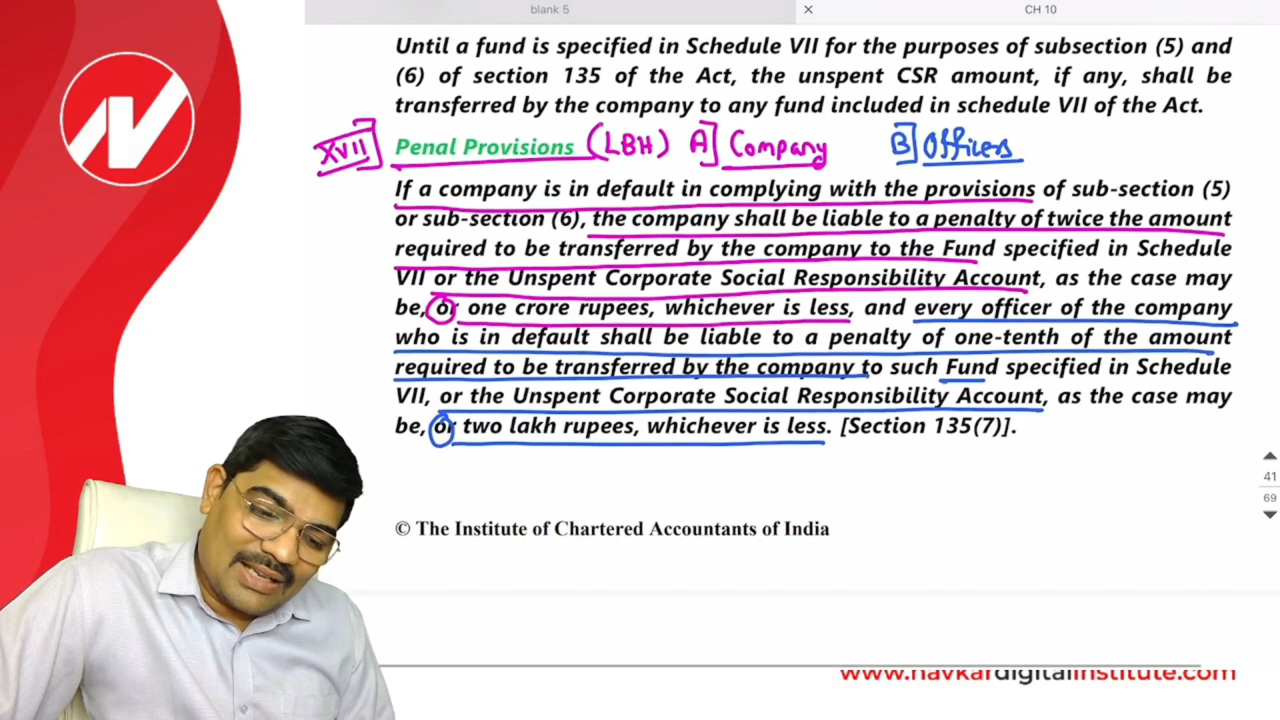 blank 5
CH 10
Until a fund is specified in Schedule VII for the purposes of subsection (5) and
(6) of section 135 of the Act, the unspent CSR amount, if any, shall be
transferred by the company to any fund included in schedule VII of the Act.
XVII] Penal Provisions (LBH) A] Company B] Officers
If a company is in default in complying with the provisions of sub-section (5)
or sub-section (6), the company shall be liable to a penalty of twice the amount
required to be transferred by the company to the Fund specified in Schedule
VII or the Unspent Corporate Social Responsibility Account, as the case may
be, or one crore rupees, whichever is less, and every officer of the company
who is in default shall be liable to a penalty of one-tenth of the amount
required to be transferred by the company to such Fund specified in Schedule
VII, or the Unspent Corporate Social Responsibility Account, as the case may
be, or two lakh rupees, whichever is less. [Section 135(7)].
41
69
© The Institute of Chartered Accountants of India
www.navkardigitalinstitute.com